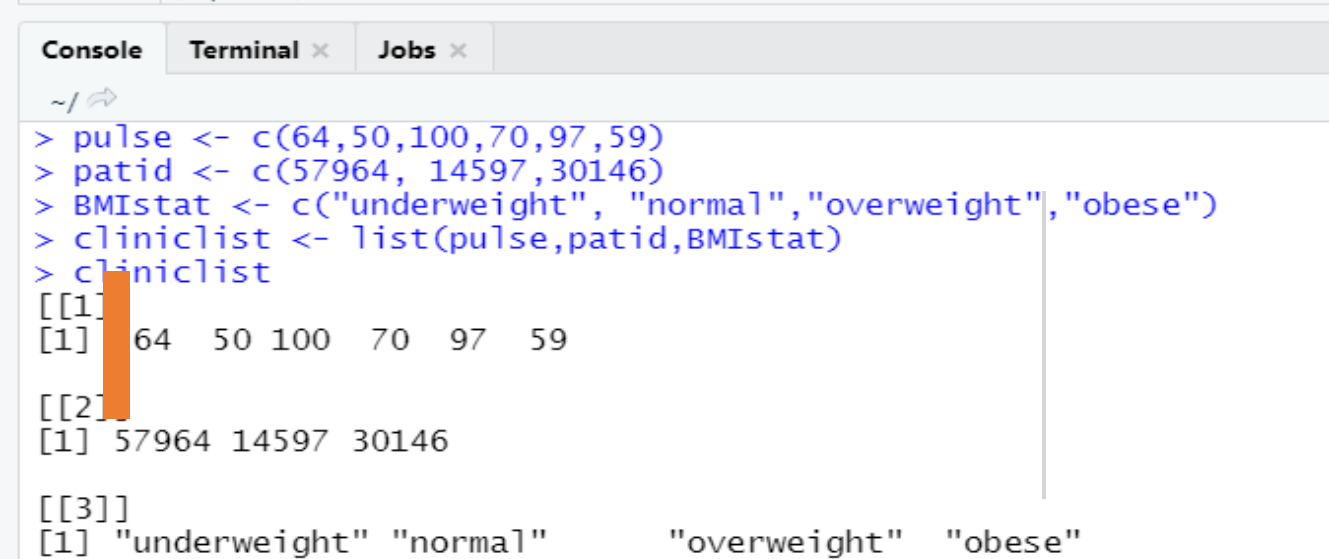 Console Terminal × Jobs ×
~/
> pulse <- c(64,50,100,70,97,59)
> patid <- c(57964, 14597,30146)
> BMIstat <- c("underweight", "normal","overweight","obese")
> cliniclist <- list(pulse,patid,BMIstat)
> cliniclist
[[1]
[1] 64 50 100 70 97 59
[[2]
[1] 57964 14597 30146
[[3]]
[1] "underweight" "normal" "overweight" "obese"